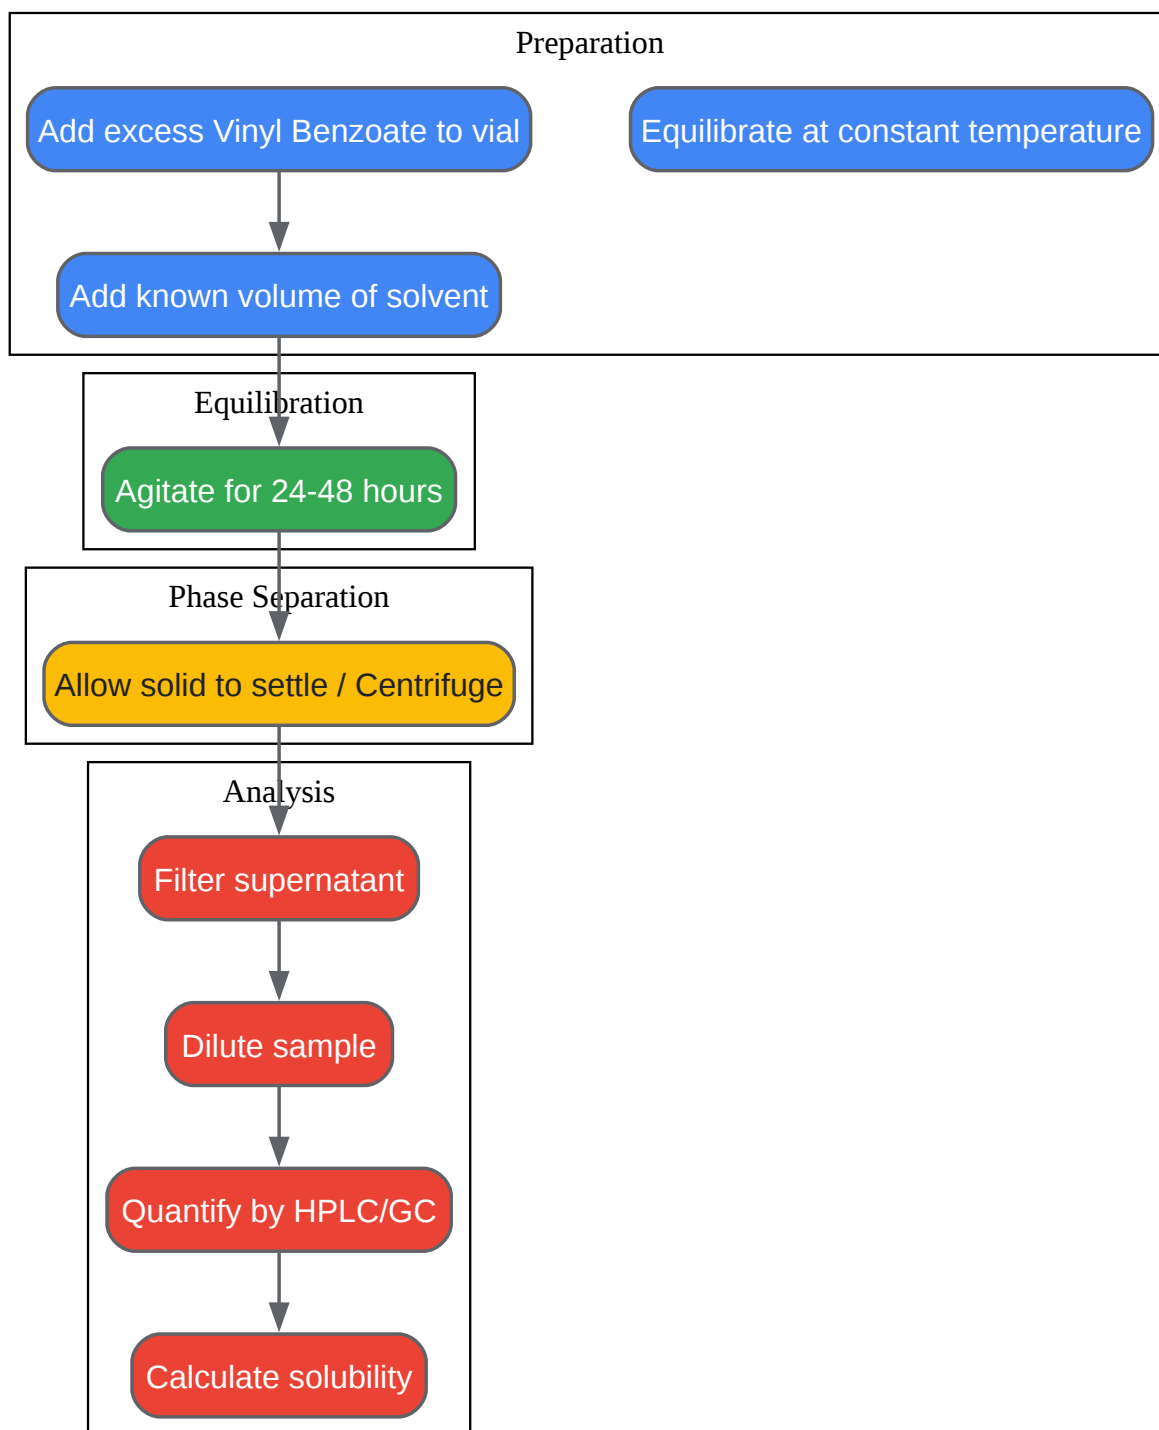 Preparation
Add excess Vinyl Benzoate to vial
Equilibrate at constant temperature
Add known volume of solvent
Equilibration
Agitate for 24-48 hours
Phase Separation
Allow solid to settle / Centrifuge
Analysis
Filter supernatant
Dilute sample
Quantify by HPLC/GC
Calculate solubility